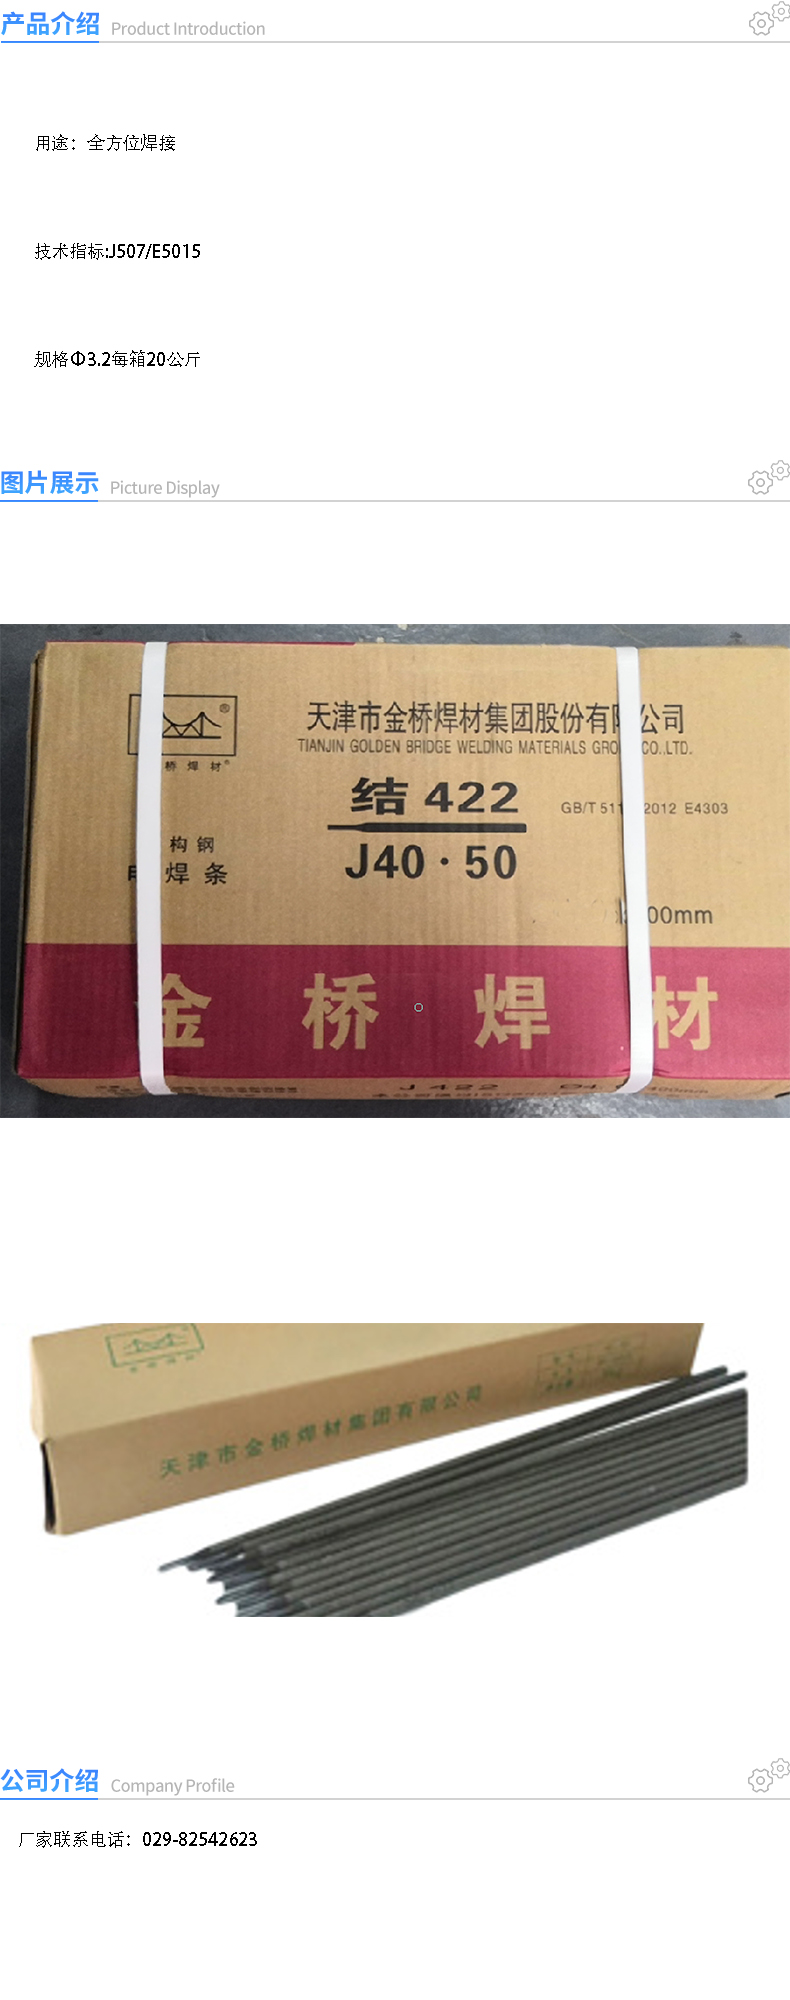 产品介绍 Product Introduction
用途：全方位焊接
技术指标:J507/E5015
规格Φ3.2每箱20公斤
图片展示 Picture Display
®
桥 焊 材®
天津市金桥焊材集团股份有 公司
TIANJIN GOLDEN BRIDGE WELDING MATERIALS CO.,LTD.
结 422
GB/T 2012 E4303
J40·50
构 钢
焊 条
00mm
金 桥 焊 材
J 422
400mm
天津市金桥焊材集团有限公司
公司介绍 Company Profile
厂家联系电话：029-82542623